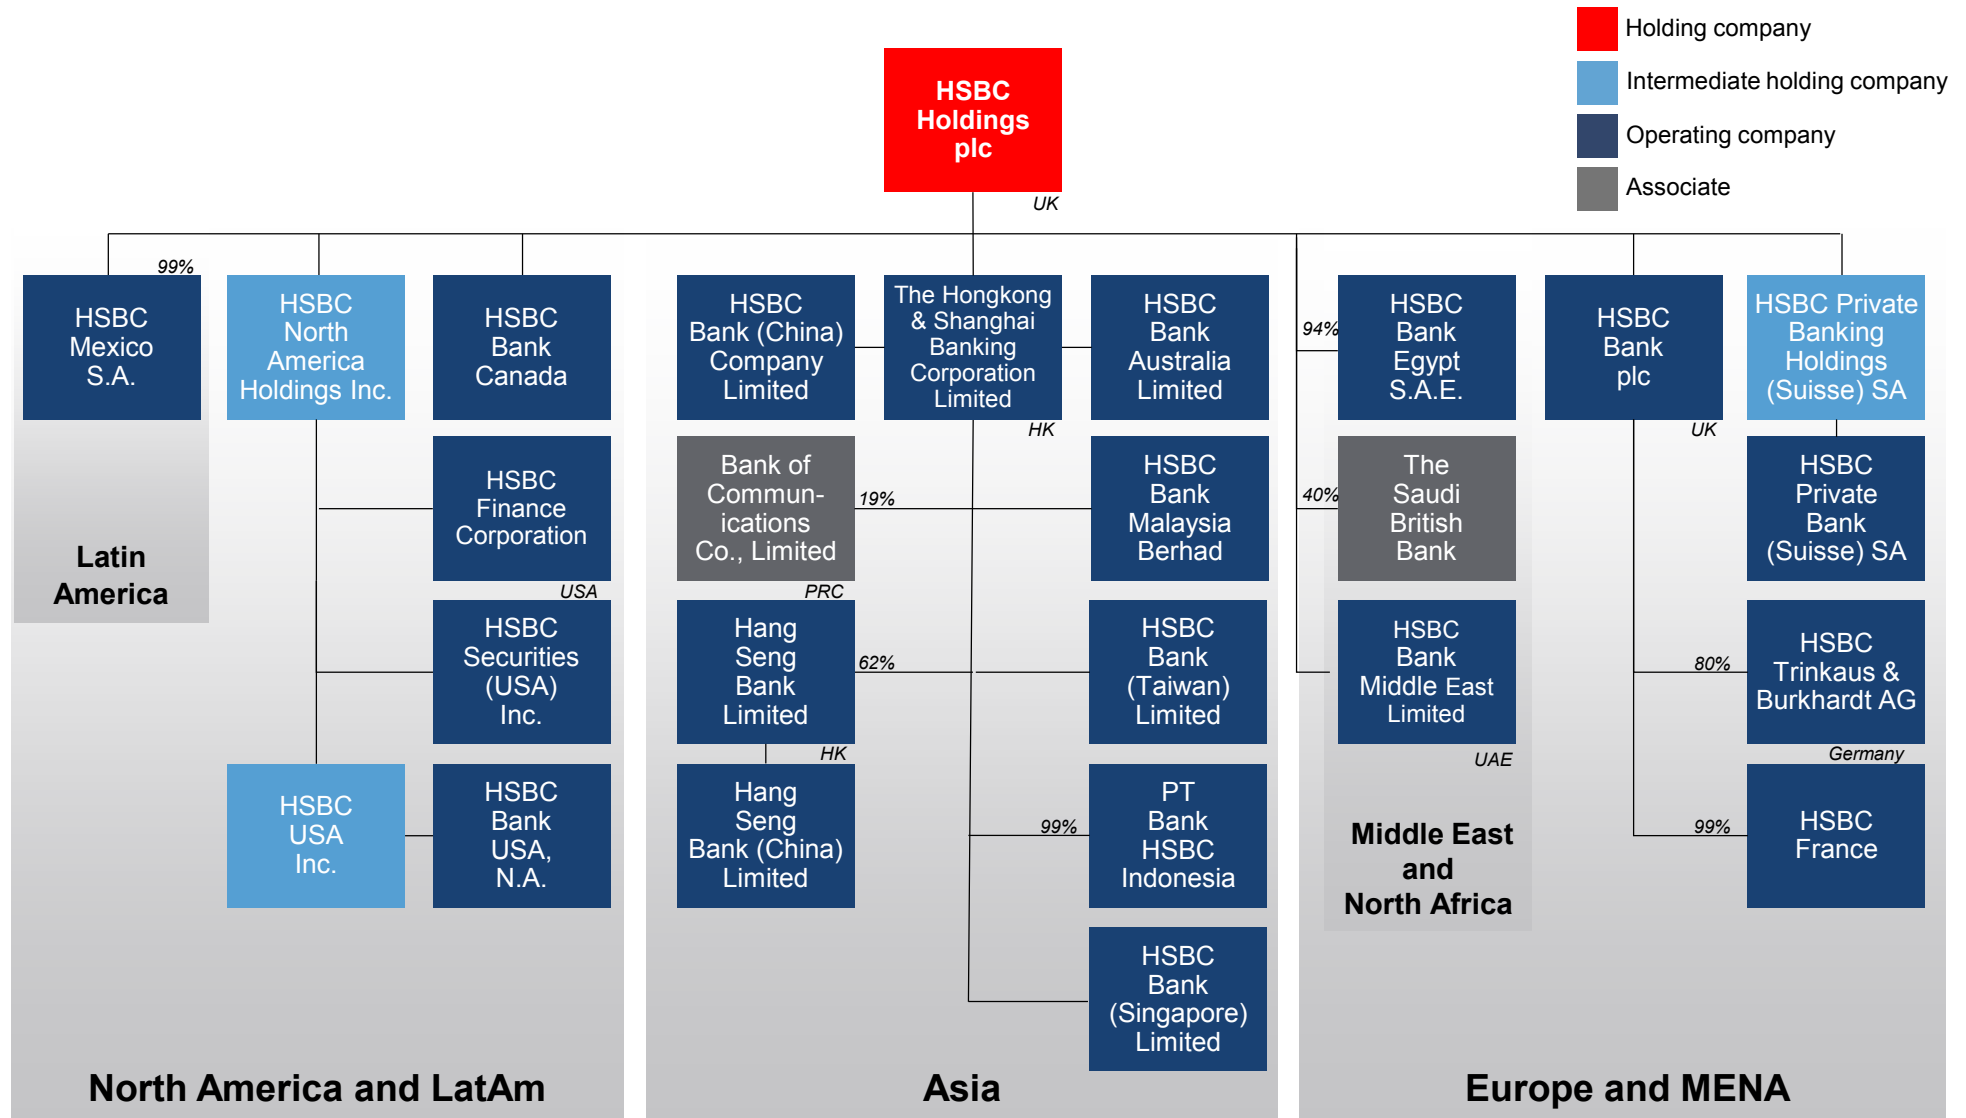 Holding company
Intermediate holding company
Operating company
Associate
HSBC
Holdings
plc
UK
99%
HSBC
Mexico
S.A.
HSBC
North
America
Holdings Inc.
HSBC
Bank
Canada
HSBC
Finance
Corporation
USA
HSBC
Securities
(USA)
Inc.
HSBC
USA
Inc.
HSBC
Bank
USA,
N.A.
Latin
America
North America and LatAm
HSBC
Bank (China)
Company
Limited
The Hongkong
& Shanghai
Banking
Corporation
Limited
HK
HSBC
Bank
Australia
Limited
Bank of
Commun-
ications
Co., Limited
19%
PRC
HSBC
Bank
Malaysia
Berhad
Hang
Seng
Bank
Limited
62%
HK
HSBC
Bank
(Taiwan)
Limited
Hang
Seng
Bank (China)
Limited
99%
PT
Bank
HSBC
Indonesia
HSBC
Bank
(Singapore)
Limited
Asia
94%
HSBC
Bank
Egypt
S.A.E.
40%
The
Saudi
British
Bank
HSBC
Bank
Middle East
Limited
UAE
Middle East
and
North Africa
HSBC
Bank
plc
UK
HSBC Private
Banking
Holdings
(Suisse) SA
HSBC
Private
Bank
(Suisse) SA
80%
HSBC
Trinkaus &
Burkhardt AG
Germany
99%
HSBC
France
Europe and MENA